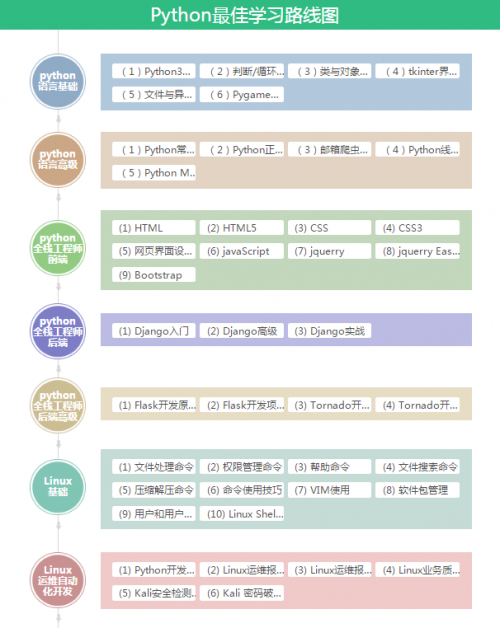 Python最佳学习路线图
python
语言基础
(1) Python3...
(2) 判断/循环...
(3) 类与对象...
(4) tkinter界...
(5) 文件与异...
(6) Pygame...
python
语言高级
(1) Python常...
(2) Python正...
(3) 邮箱爬虫...
(4) Python线...
(5) Python M...
python
全栈工程师
前端
(1) HTML
(2) HTML5
(3) CSS
(4) CSS3
(5) 网页界面设...
(6) javaScript
(7) jquerry
(8) jquerry Eas...
(9) Bootstrap
python
全栈工程师
后端
(1) Django入门
(2) Django高级
(3) Django实战
python
全栈工程师
后端高级
(1) Flask开发原...
(2) Flask开发项...
(3) Tornado开...
(4) Tornado开...
Linux
基础
(1) 文件处理命令
(2) 权限管理命令
(3) 帮助命令
(4) 文件搜索命令
(5) 压缩解压命令
(6) 命令使用技巧
(7) VIM使用
(8) 软件包管理
(9) 用户和用户...
(10) Linux Shel...
Linux
运维自动
化开发
(1) Python开发...
(2) Linux运维报...
(3) Linux运维报...
(4) Linux业务质...
(5) Kali安全检测...
(6) Kali 密码破...